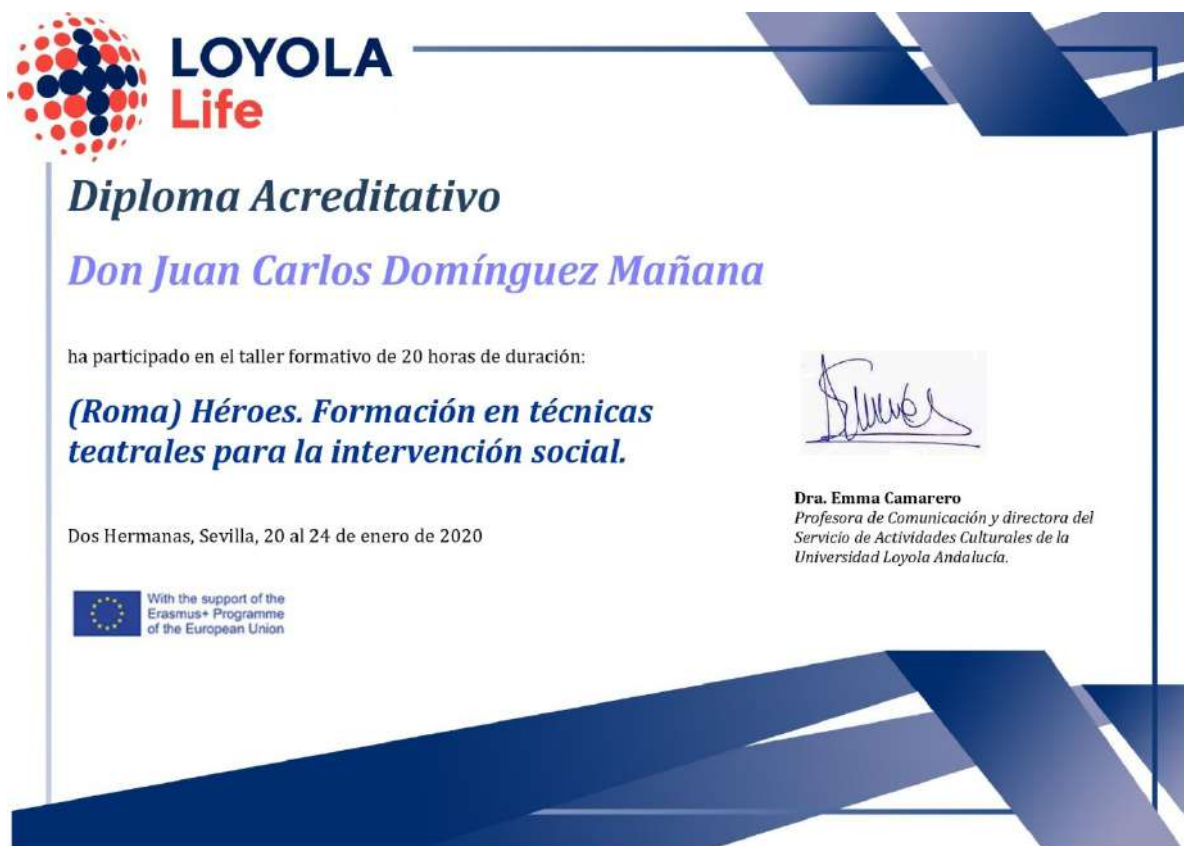 LOYOLA
Life
Diploma Acreditativo
Don Juan Carlos Domínguez Mañana
ha participado en el taller formativo de 20 horas de duración:
(Roma) Héroes. Formación en técnicas
teatrales para la intervención social.
Dos Hermanas, Sevilla, 20 al 24 de enero de 2020
Dra. Emma Camarero
Profesora de Comunicación y directora del
Servicio de Actividades Culturales de la
Universidad Loyola Andalucía.
With the support of the
Erasmus+ Programme
of the European Union